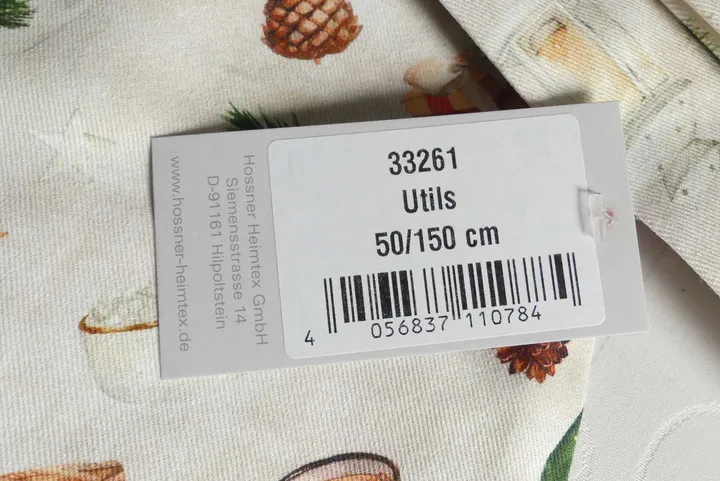 33261
Utils
50/150 cm
4 056837 110784
Hossner Heimtex GmbH
Siemensstrasse 14
D-91161 Hilpoltstein
www.hossner-heimtex.de